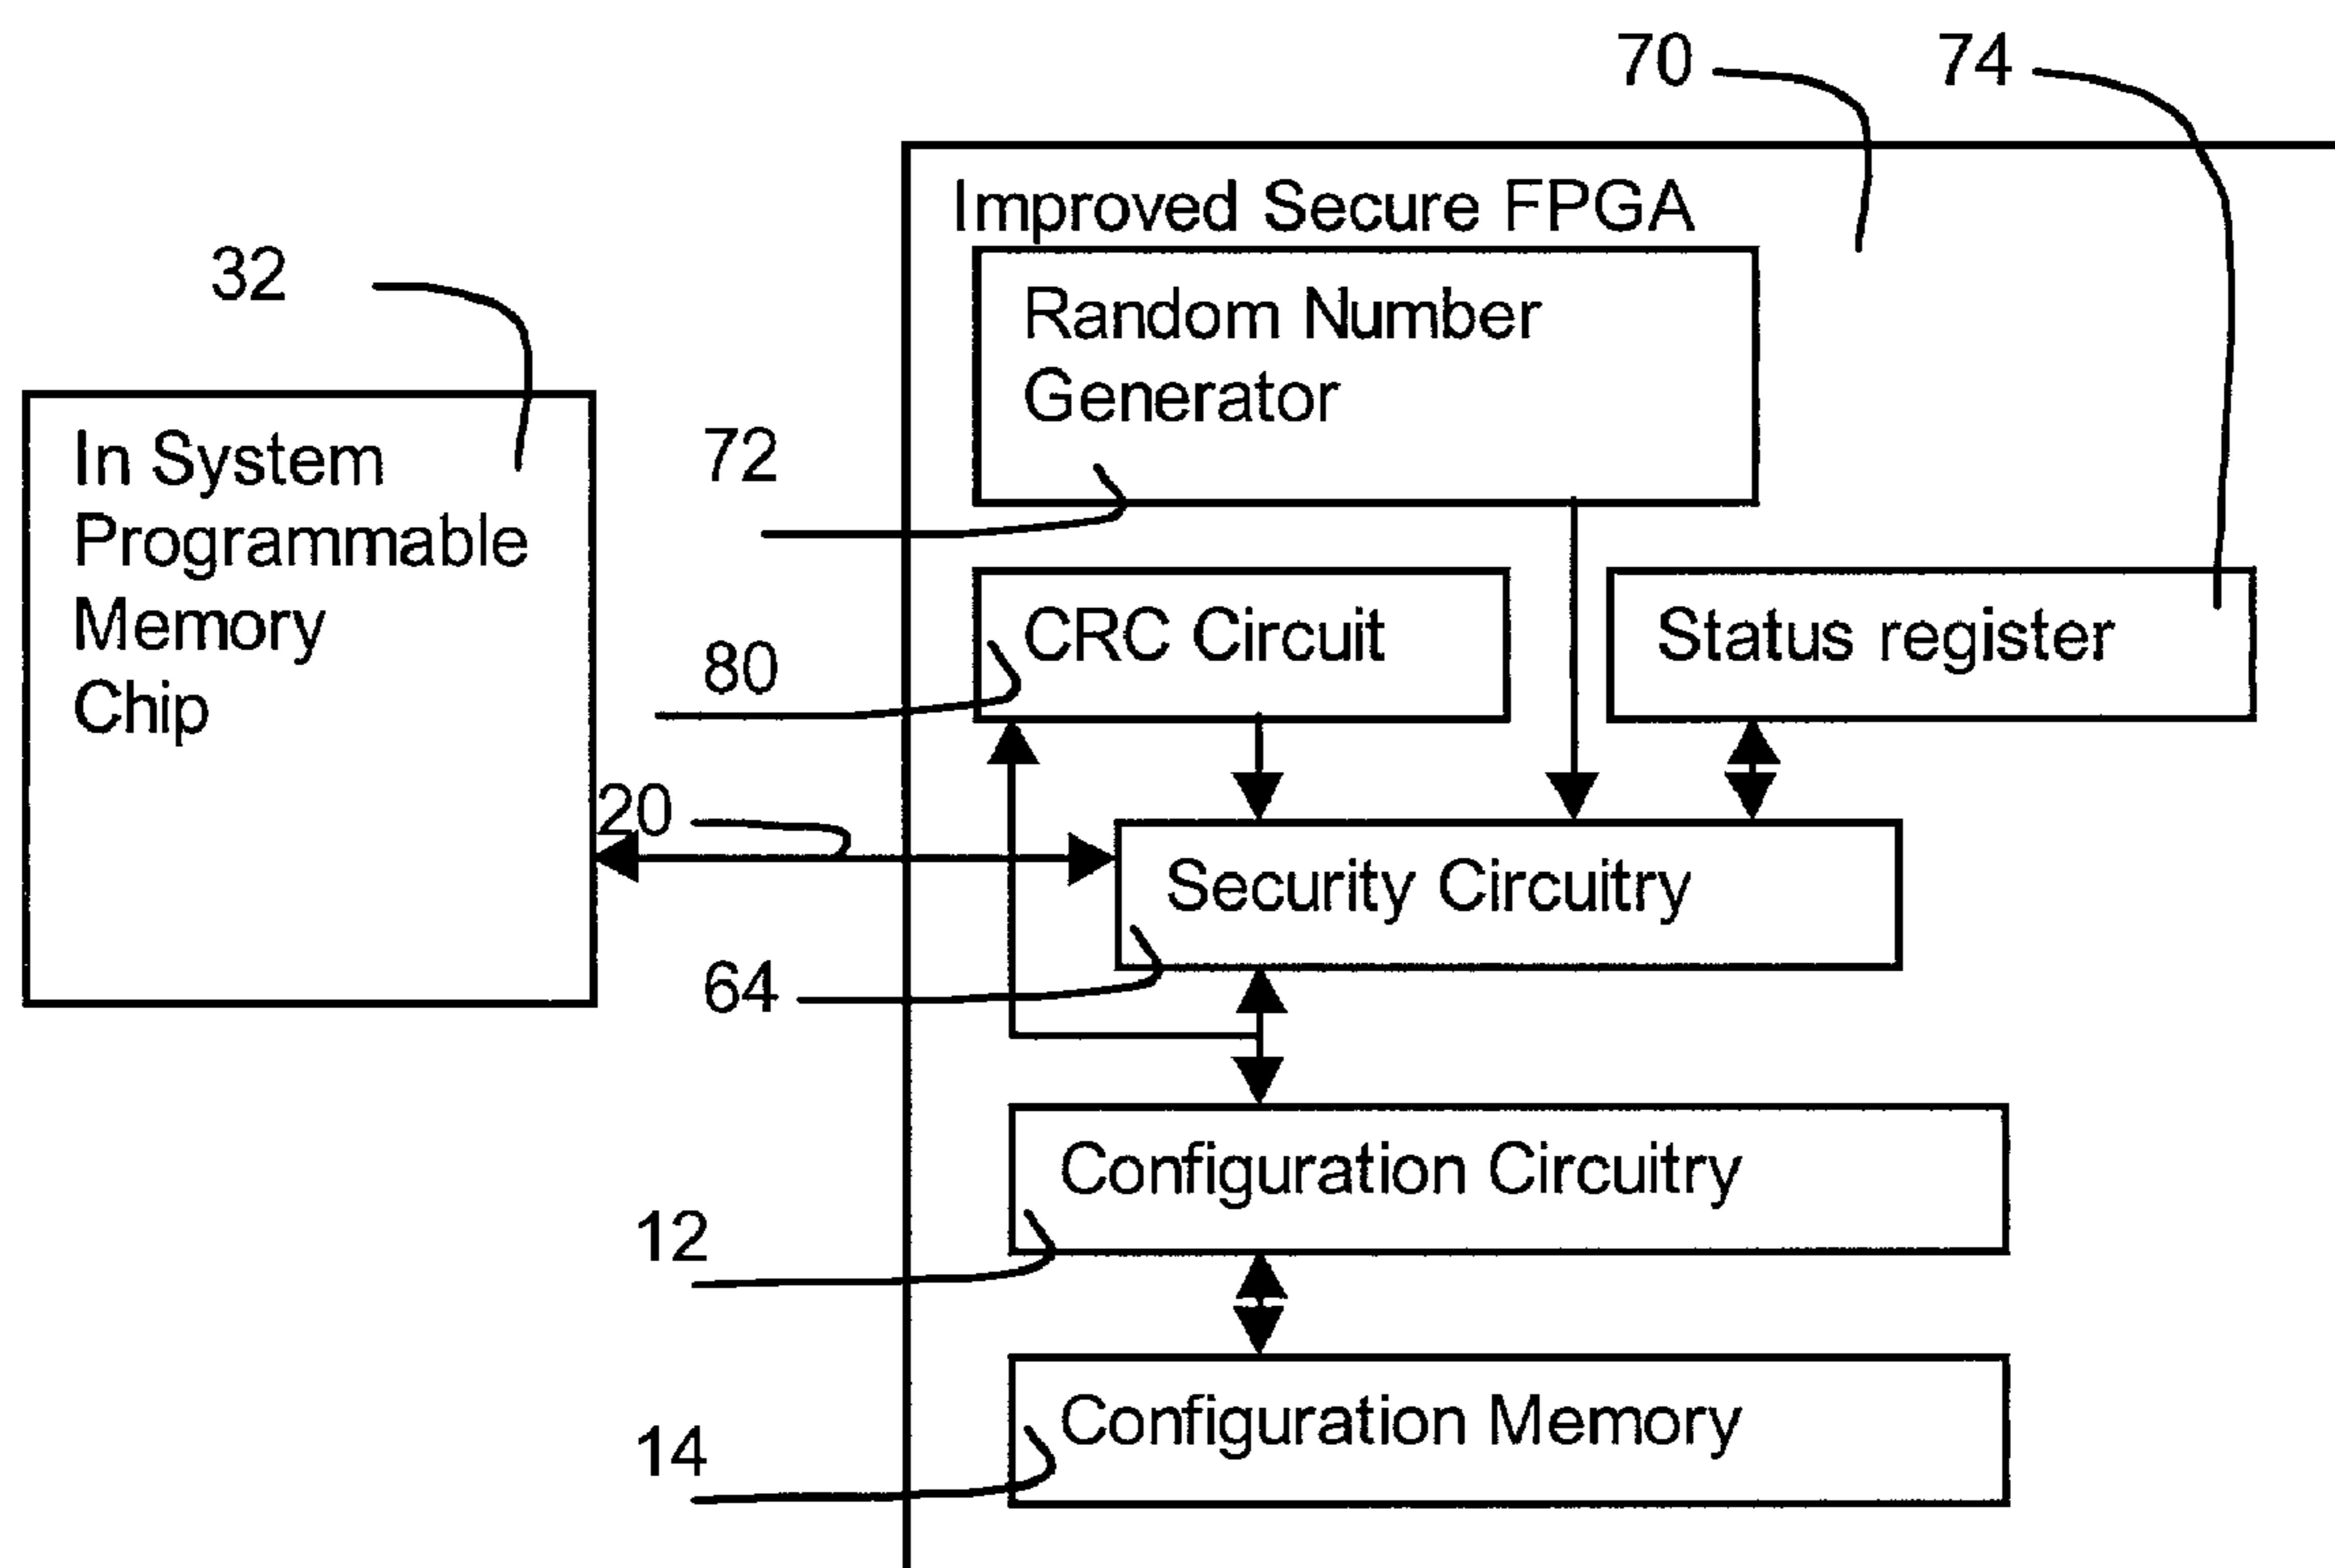 70
74
Improved Secure FPGA
32
Random Number
Generator
In System
Programmable
Memory
Chip
72
CRC Circuit
Status register
80
20
Security Circuitry
64
Configuration Circuitry
12
Configuration Memory
14